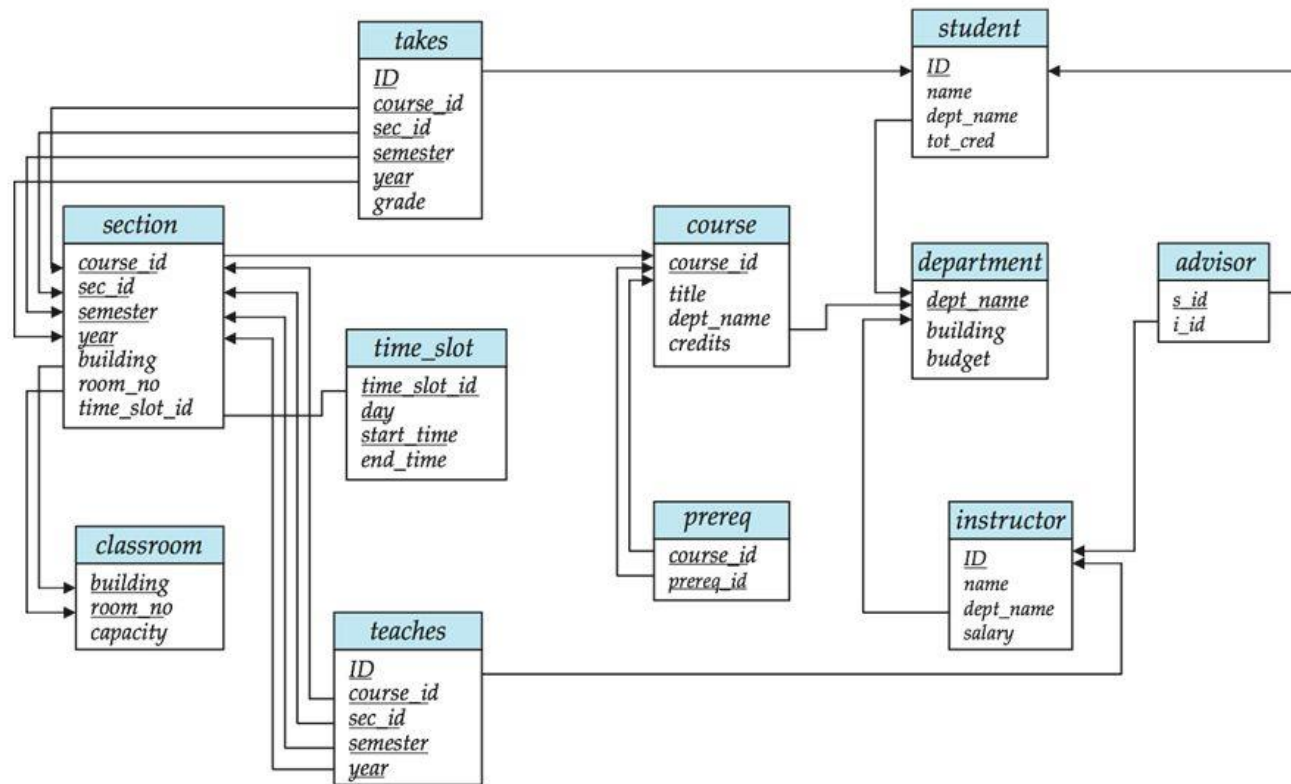 takes
ID
course_id
sec_id
semester
year
grade
student
ID
name
dept_name
tot_cred
section
course_id
sec_id
semester
year
building
room_no
time_slot_id
course
course_id
title
dept_name
credits
department
dept_name
building
budget
advisor
s_id
i_id
time_slot
time_slot_id
day
start_time
end_time
classroom
building
room_no
capacity
prereq
course_id
prereq_id
instructor
ID
name
dept_name
salary
teaches
ID
course_id
sec_id
semester
year